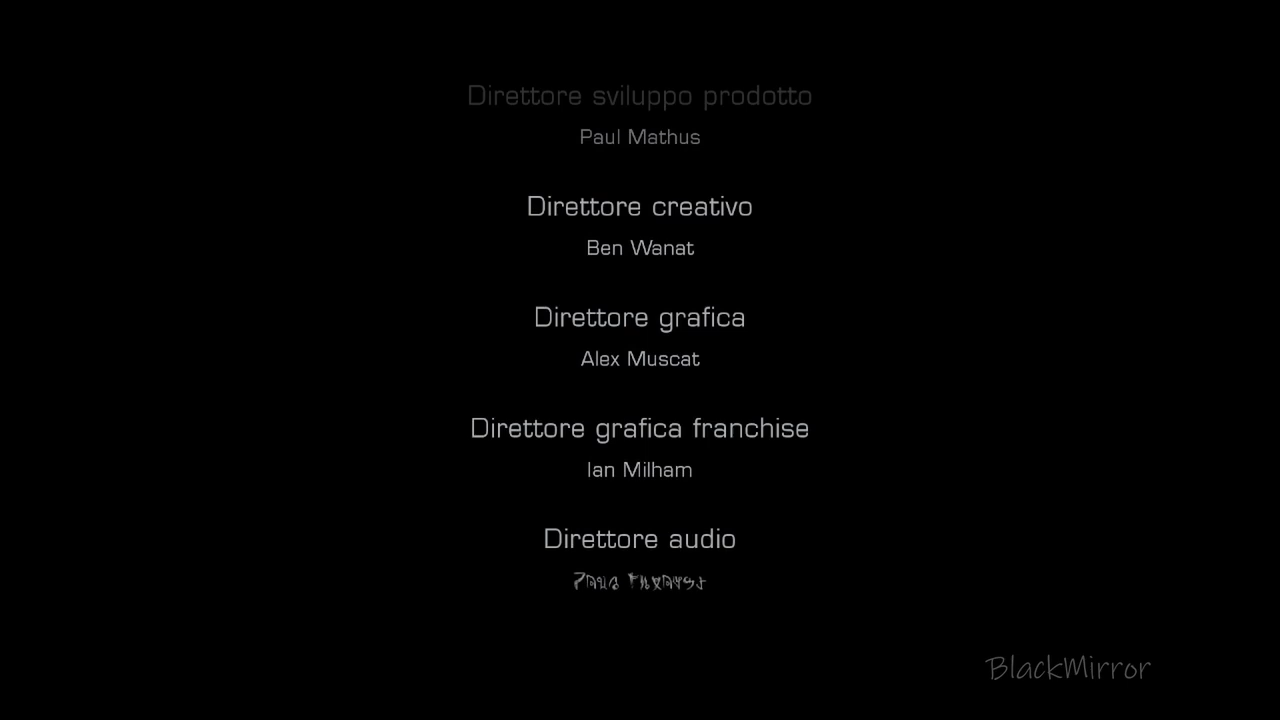 Direttore sviluppo prodotto
Paul Mathus
Direttore creativo
Ben Wanat
Direttore grafica
Alex Muscat
Direttore grafica franchise
Ian Milham
Direttore audio
BlackMirror